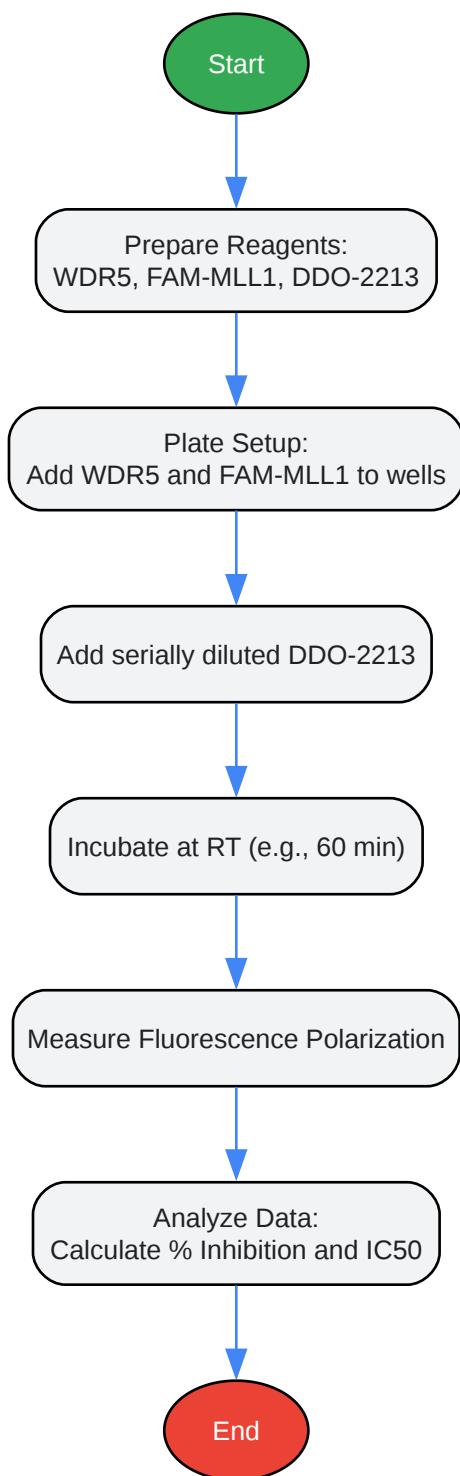 Start
Prepare Reagents:
WDR5, FAM-MLL1, DDO-2213
Plate Setup:
Add WDR5 and FAM-MLL1 to wells
Add serially diluted DDO-2213
Incubate at RT (e.g., 60 min)
Measure Fluorescence Polarization
Analyze Data:
Calculate % Inhibition and IC50
End